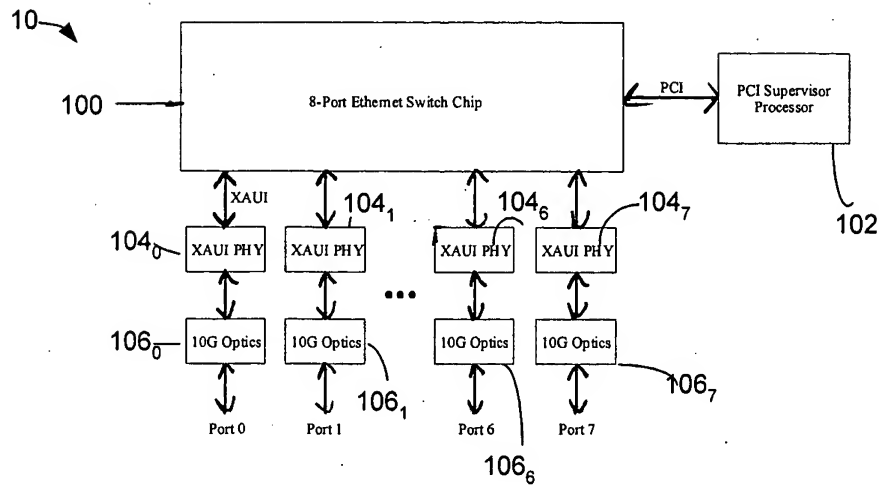 10
100
8-Port Ethernet Switch Chip
PCI
PCI Supervisor
Processor
102
XAUI
104₀
XAUI PHY
104₁
XAUI PHY
104₆
XAUI PHY
104₇
XAUI PHY
•••
106₀
10G Optics
106₁
10G Optics
106₆
10G Optics
106₇
10G Optics
Port 0
Port 1
Port 6
Port 7